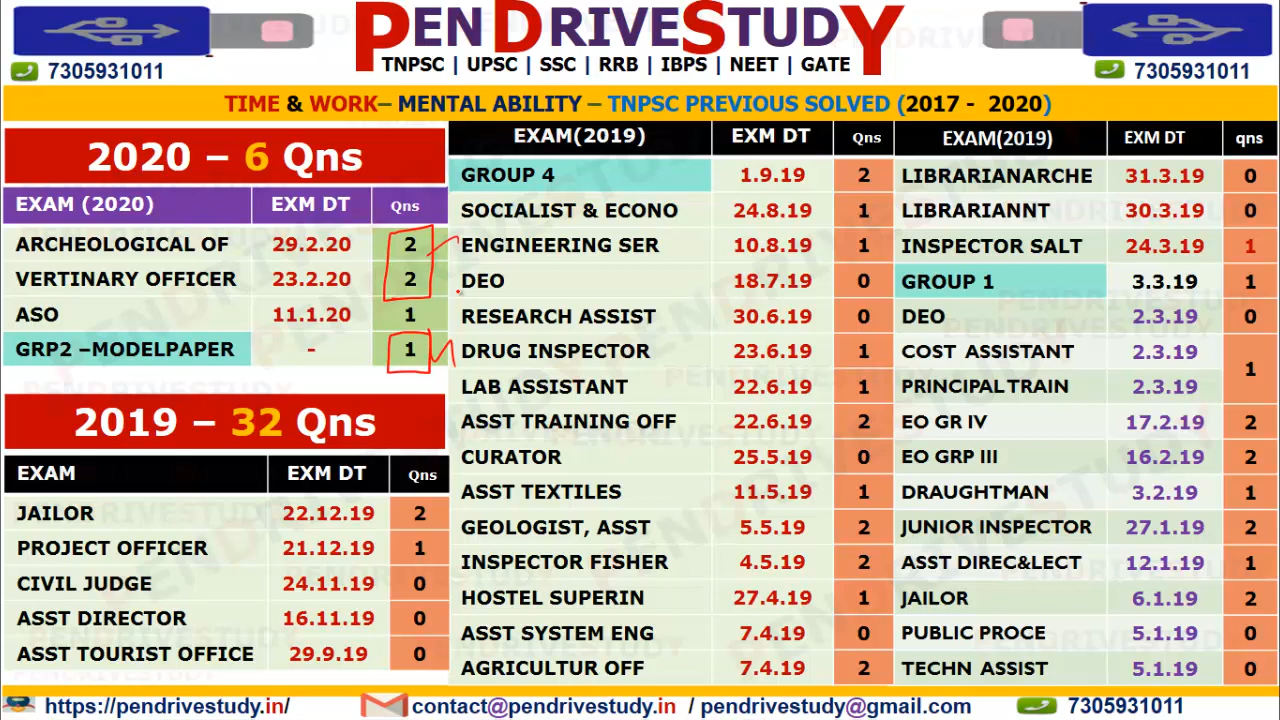 PENDRIVESTUDY
TNPSC | UPSC | SSC | RRB | IBPS | NEET | GATE
7305931011
7305931011
TIME & WORK– MENTAL ABILITY – TNPSC PREVIOUS SOLVED (2017 - 2020)
2020 – 6 Qns
EXAM (2020) EXM DT Qns
ARCHEOLOGICAL OF 29.2.20 2
VERTINARY OFFICER 23.2.20 2
ASO 11.1.20 1
GRP2 –MODELPAPER - 1
2019 – 32 Qns
EXAM EXM DT Qns
JAILOR 22.12.19 2
PROJECT OFFICER 21.12.19 1
CIVIL JUDGE 24.11.19 0
ASST DIRECTOR 16.11.19 0
ASST TOURIST OFFICE 29.9.19 0
EXAM(2019) EXM DT Qns
GROUP 4 1.9.19 2
SOCIALIST & ECONO 24.8.19 1
ENGINEERING SER 10.8.19 1
DEO 18.7.19 0
RESEARCH ASSIST 30.6.19 0
DRUG INSPECTOR 23.6.19 1
LAB ASSISTANT 22.6.19 1
ASST TRAINING OFF 22.6.19 2
CURATOR 25.5.19 0
ASST TEXTILES 11.5.19 1
GEOLOGIST, ASST 5.5.19 2
INSPECTOR FISHER 4.5.19 2
HOSTEL SUPERIN 27.4.19 1
ASST SYSTEM ENG 7.4.19 0
AGRICULTUR OFF 7.4.19 2
EXAM(2019) EXM DT qns
LIBRARIANARCHE 31.3.19 0
LIBRARIANNT 30.3.19 0
INSPECTOR SALT 24.3.19 1
GROUP 1 3.3.19 1
DEO 2.3.19 0
COST ASSISTANT 2.3.19 1
PRINCIPAL TRAIN 2.3.19
EO GR IV 17.2.19 2
EO GRP III 16.2.19 2
DRAUGHTMAN 3.2.19 1
JUNIOR INSPECTOR 27.1.19 2
ASST DIREC&LECT 12.1.19 1
JAILOR 6.1.19 2
PUBLIC PROCE 5.1.19 0
TECHN ASSIST 5.1.19 0
https://pendrivestudy.in/ contact@pendrivestudy.in / pendrivestudy@gmail.com 7305931011